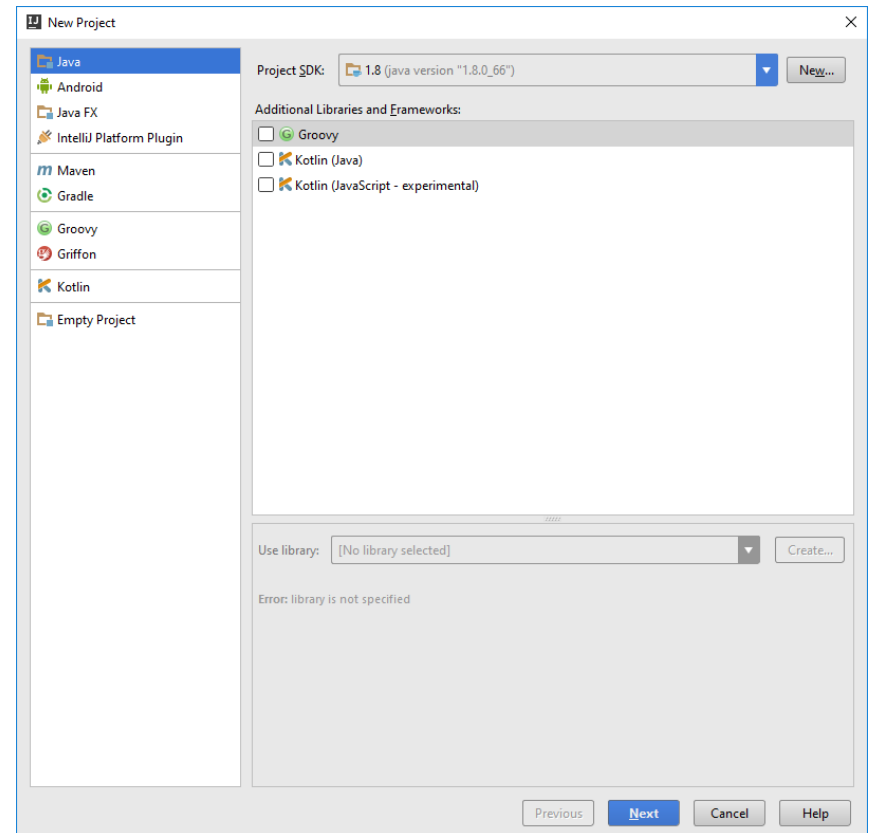 New Project
Java
Android
Java FX
IntelliJ Platform Plugin
Maven
Gradle
Groovy
Griffon
Kotlin
Empty Project
Project SDK: 1.8 (java version "1.8.0_66") New...
Additional Libraries and Frameworks:
Groovy
Kotlin (Java)
Kotlin (JavaScript - experimental)
Use library: [No library selected] Create...
Error: library is not specified
Previous Next Cancel Help